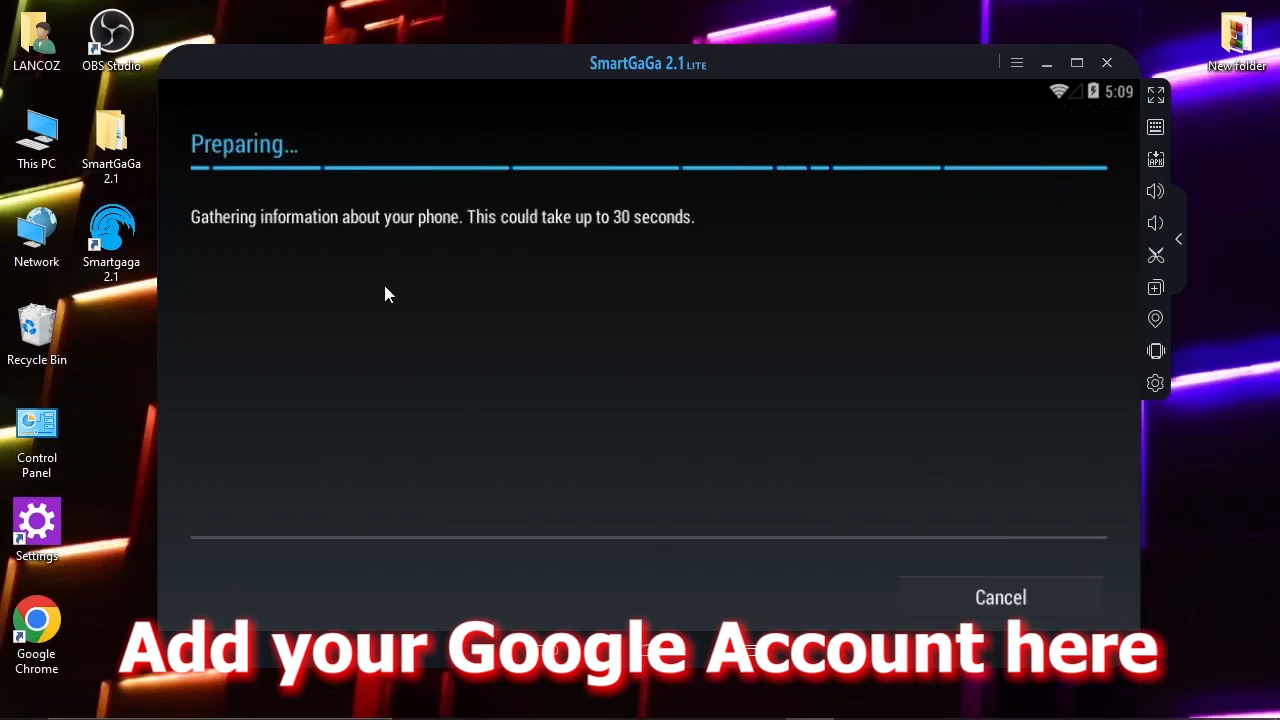 LANCOZ
OBS Studio
New folder
SmartGaGa 2.1 LITE
5:09
Preparing...
This PC
SmartGaGa
2.1
APK
Gathering information about your phone. This could take up to 30 seconds.
Network
Smartgaga
2.1
Recycle Bin
Control
Panel
Settings
Cancel
Google
Chrome
Add your Google Account here